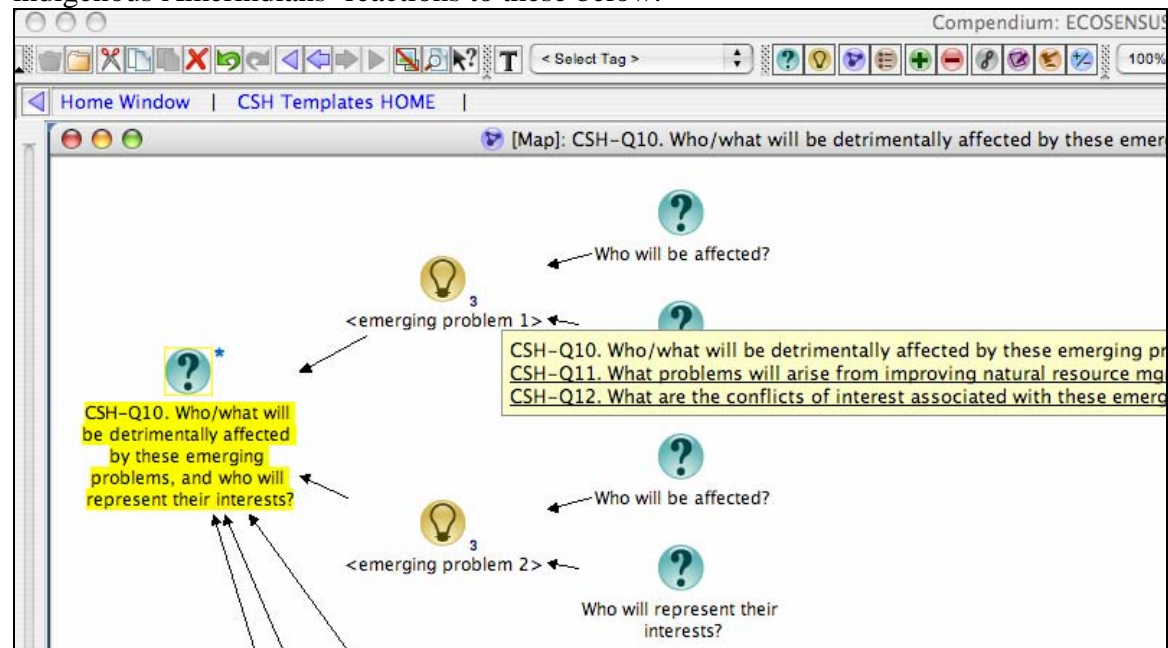 indigenous Amerindians' reactions to these below.
Compendium: ECOSENSUS
T
< Select Tag >
100%
Home Window | CSH Templates HOME |
[Map]: CSH-Q10. Who/what will be detrimentally affected by these emer
Who will be affected?
3
<emerging problem 1>
CSH-Q10. Who/what will be detrimentally affected by these emerging pr
CSH-Q11. What problems will arise from improving natural resource mg
CSH-Q12. What are the conflicts of interest associated with these emerg
*
CSH-Q10. Who/what will
be detrimentally affected
by these emerging
problems, and who will
represent their interests?
Who will be affected?
3
<emerging problem 2>
Who will represent their
interests?